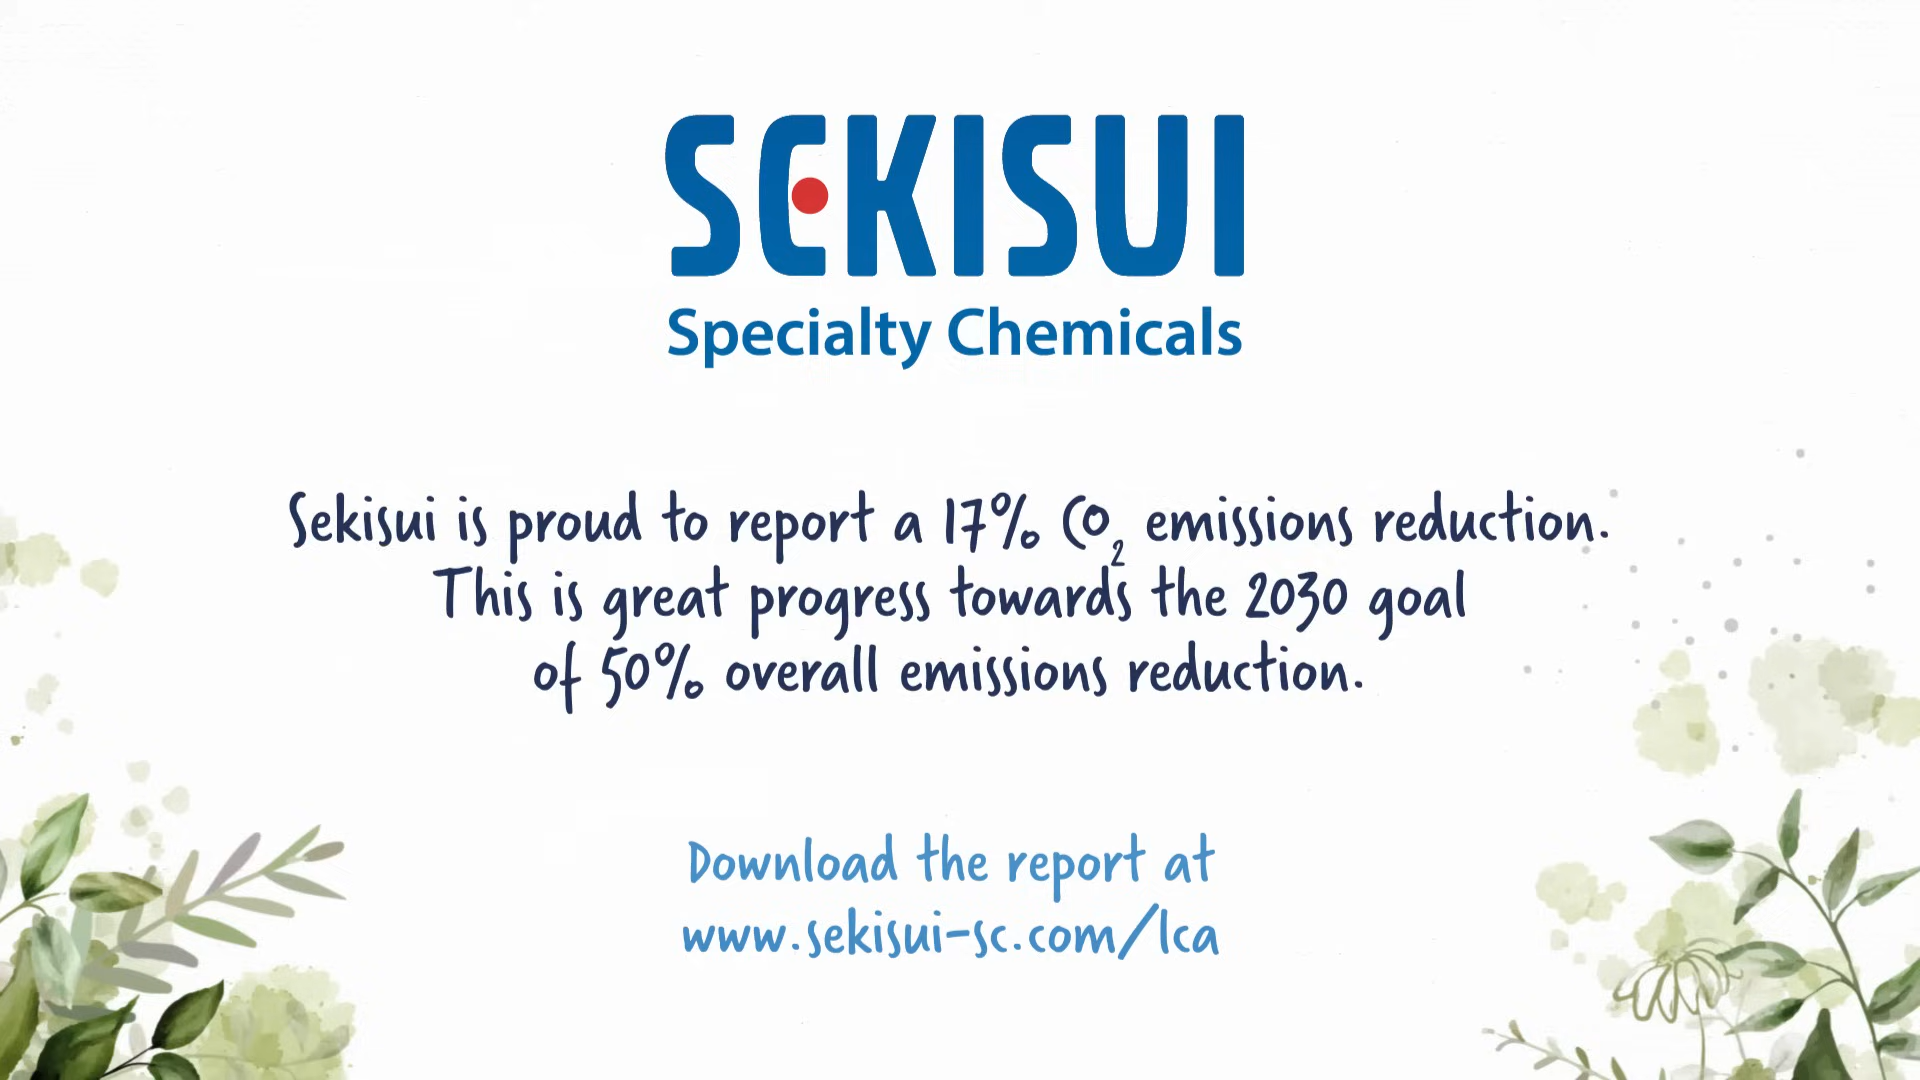 SEKISUI
Specialty Chemicals
Sekisui is proud to report a 17% CO₂ emissions reduction.
This is great progress towards the 2030 goal
of 50% overall emissions reduction.
Download the report at
www.sekisui-sc.com/lca